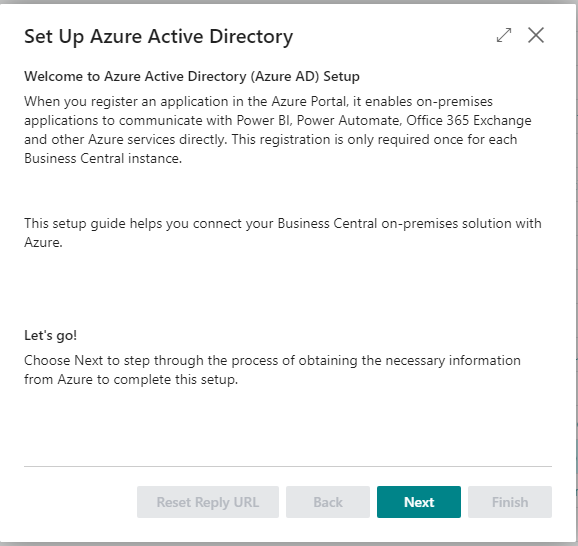 Set Up Azure Active Directory
Welcome to Azure Active Directory (Azure AD) Setup
When you register an application in the Azure Portal, it enables on-premises
applications to communicate with Power BI, Power Automate, Office 365 Exchange
and other Azure services directly. This registration is only required once for each
Business Central instance.
This setup guide helps you connect your Business Central on-premises solution with
Azure.
Let's go!
Choose Next to step through the process of obtaining the necessary information
from Azure to complete this setup.
Reset Reply URL
Back
Next
Finish